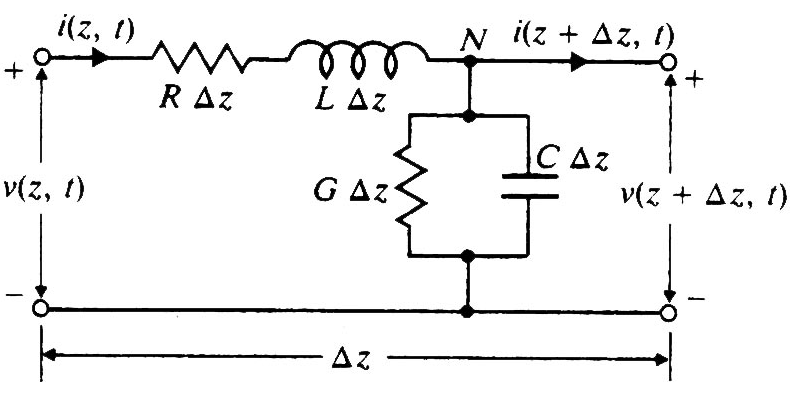 i(z, t)
N
i(z + Δz, t)
+
+
R Δz
L Δz
C Δz
G Δz
v(z, t)
v(z + Δz, t)
−
−
Δz